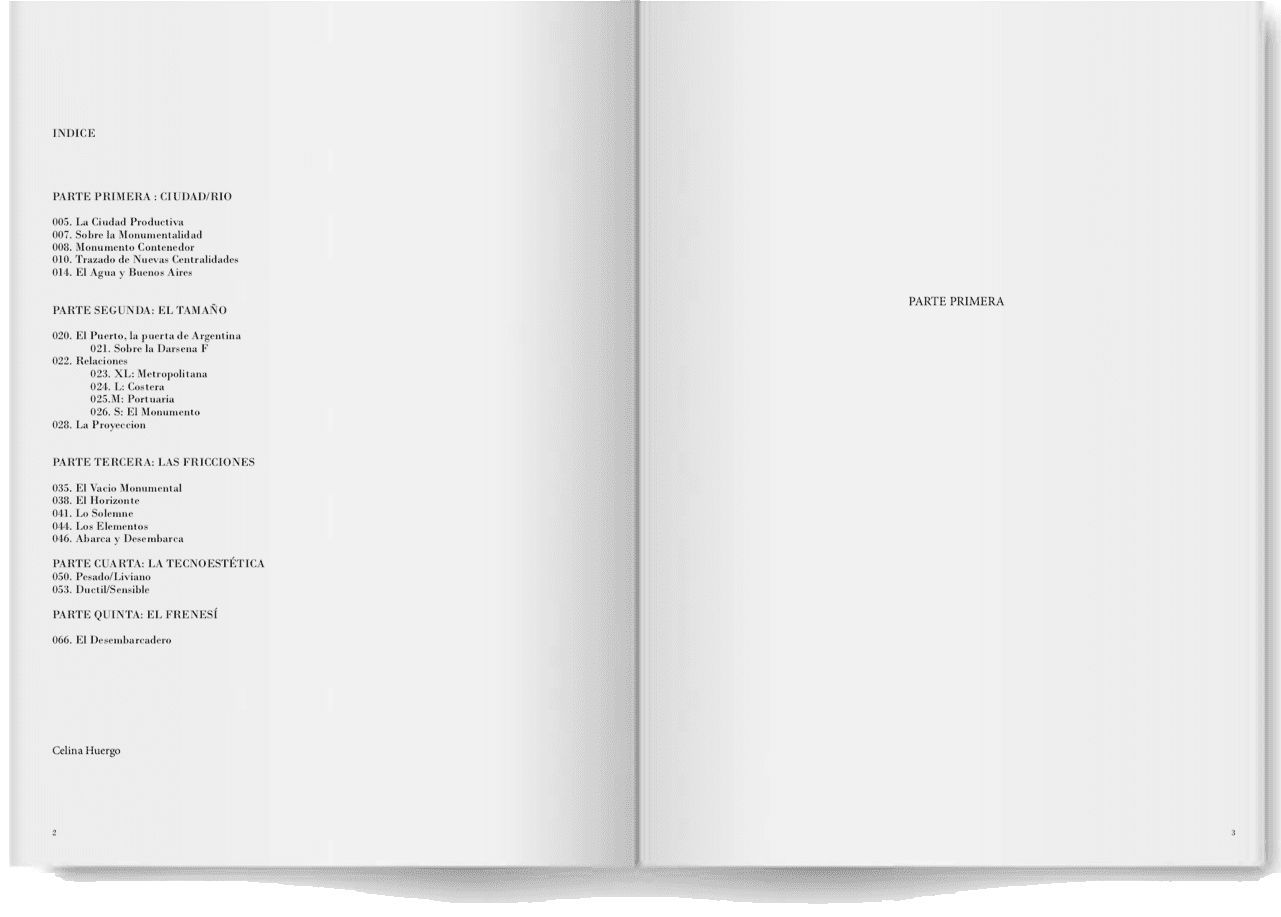 INDICE
PARTE PRIMERA : CIUDAD/RIO
005. La Ciudad Productiva
007. Sobre la Monumentalidad
008. Monumento Contenedor
010. Trazado de Nuevas Centralidades
014. El Agua y Buenos Aires
PARTE SEGUNDA: EL TAMAÑO
020. El Puerto, la puerta de Argentina
021. Sobre la Darsena F
022. Relaciones
023. XL: Metropolitana
024. L: Costera
025.M: Portuaria
026. S: El Monumento
028. La Proyeccion
PARTE TERCERA: LAS FRICCIONES
035. El Vacio Monumental
038. El Horizonte
041. Lo Solemne
044. Los Elementos
046. Abarca y Desembarca
PARTE CUARTA: LA TECNOESTÉTICA
050. Pesado/Liviano
053. Ductil/Sensible
PARTE QUINTA: EL FRENESÍ
066. El Desembarcadero
Celina Huergo
2
PARTE PRIMERA
3